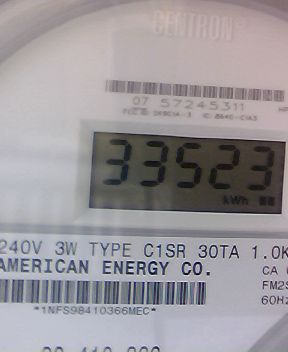 CENTRON
07 57245311
33523
kWh
240V 3W TYPE C1SR 30TA 1.0K
AMERICAN ENERGY CO.
CA
FM2S
60Hz
*1NFS98410366MEC*